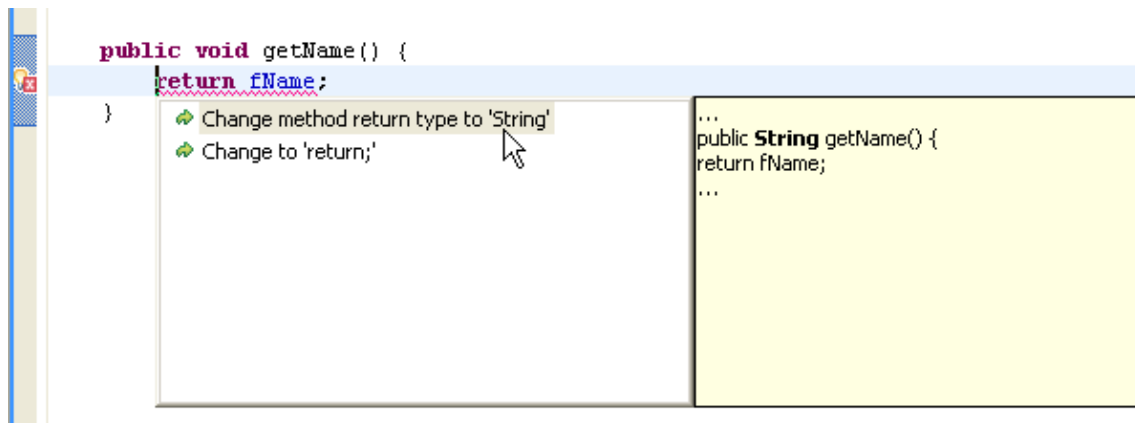 public void getName() {
return fName;
}
Change method return type to 'String'
Change to 'return;'
...
public String getName() {
return fName;
...